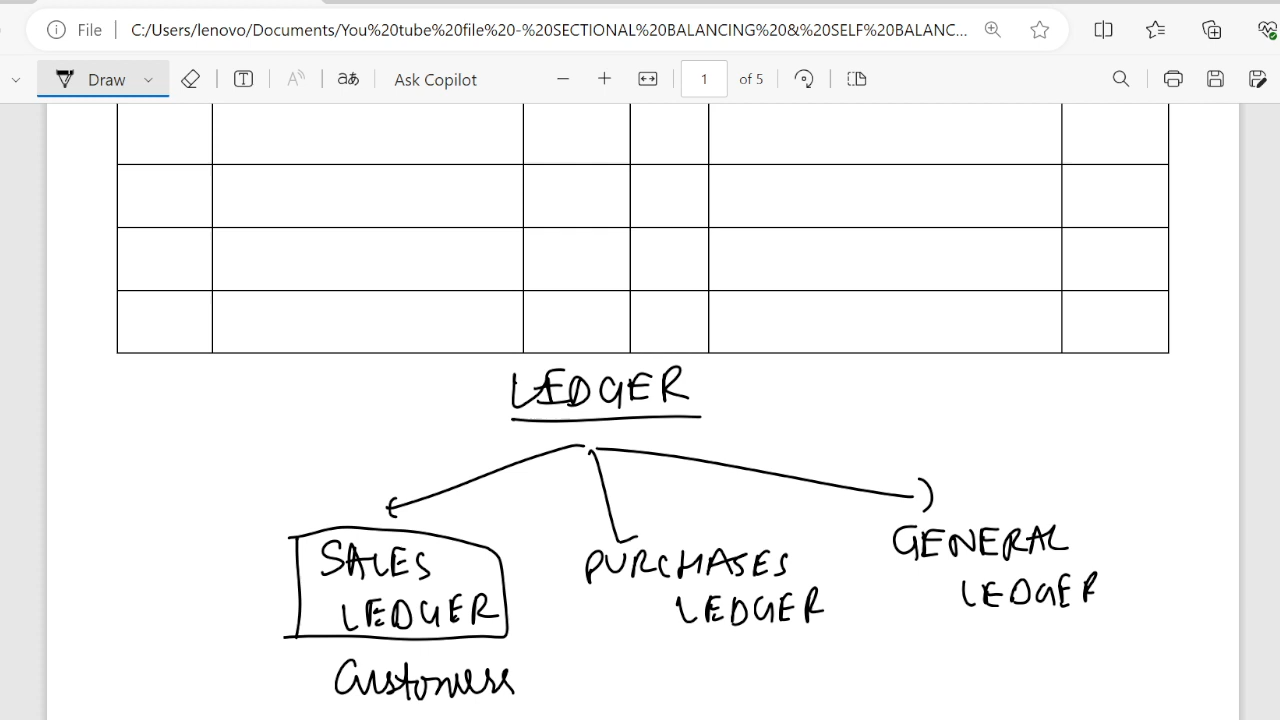 File C:/Users/lenovo/Documents/You%20tube%20file%20-%20SECTIONAL%20BALANCING%20&%20SELF%20BALANC...
Draw Ask Copilot 1 of 5
LEDGER
SALES LEDGER
PURCHASES LEDGER
GENERAL LEDGER
Customers